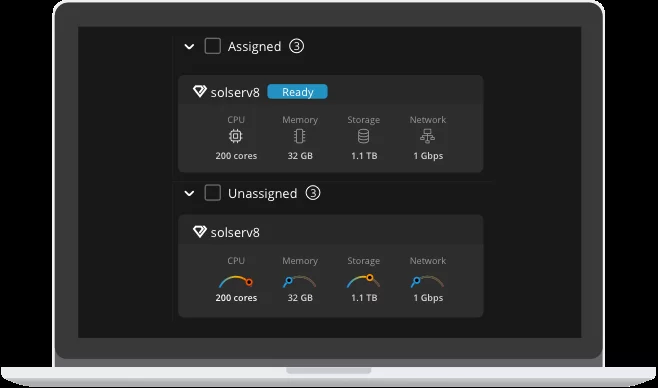 Assigned 3
solserv8 Ready
CPU Memory Storage Network
200 cores 32 GB 1.1 TB 1 Gbps
Unassigned 3
solserv8
CPU Memory Storage Network
200 cores 32 GB 1.1 TB 1 Gbps